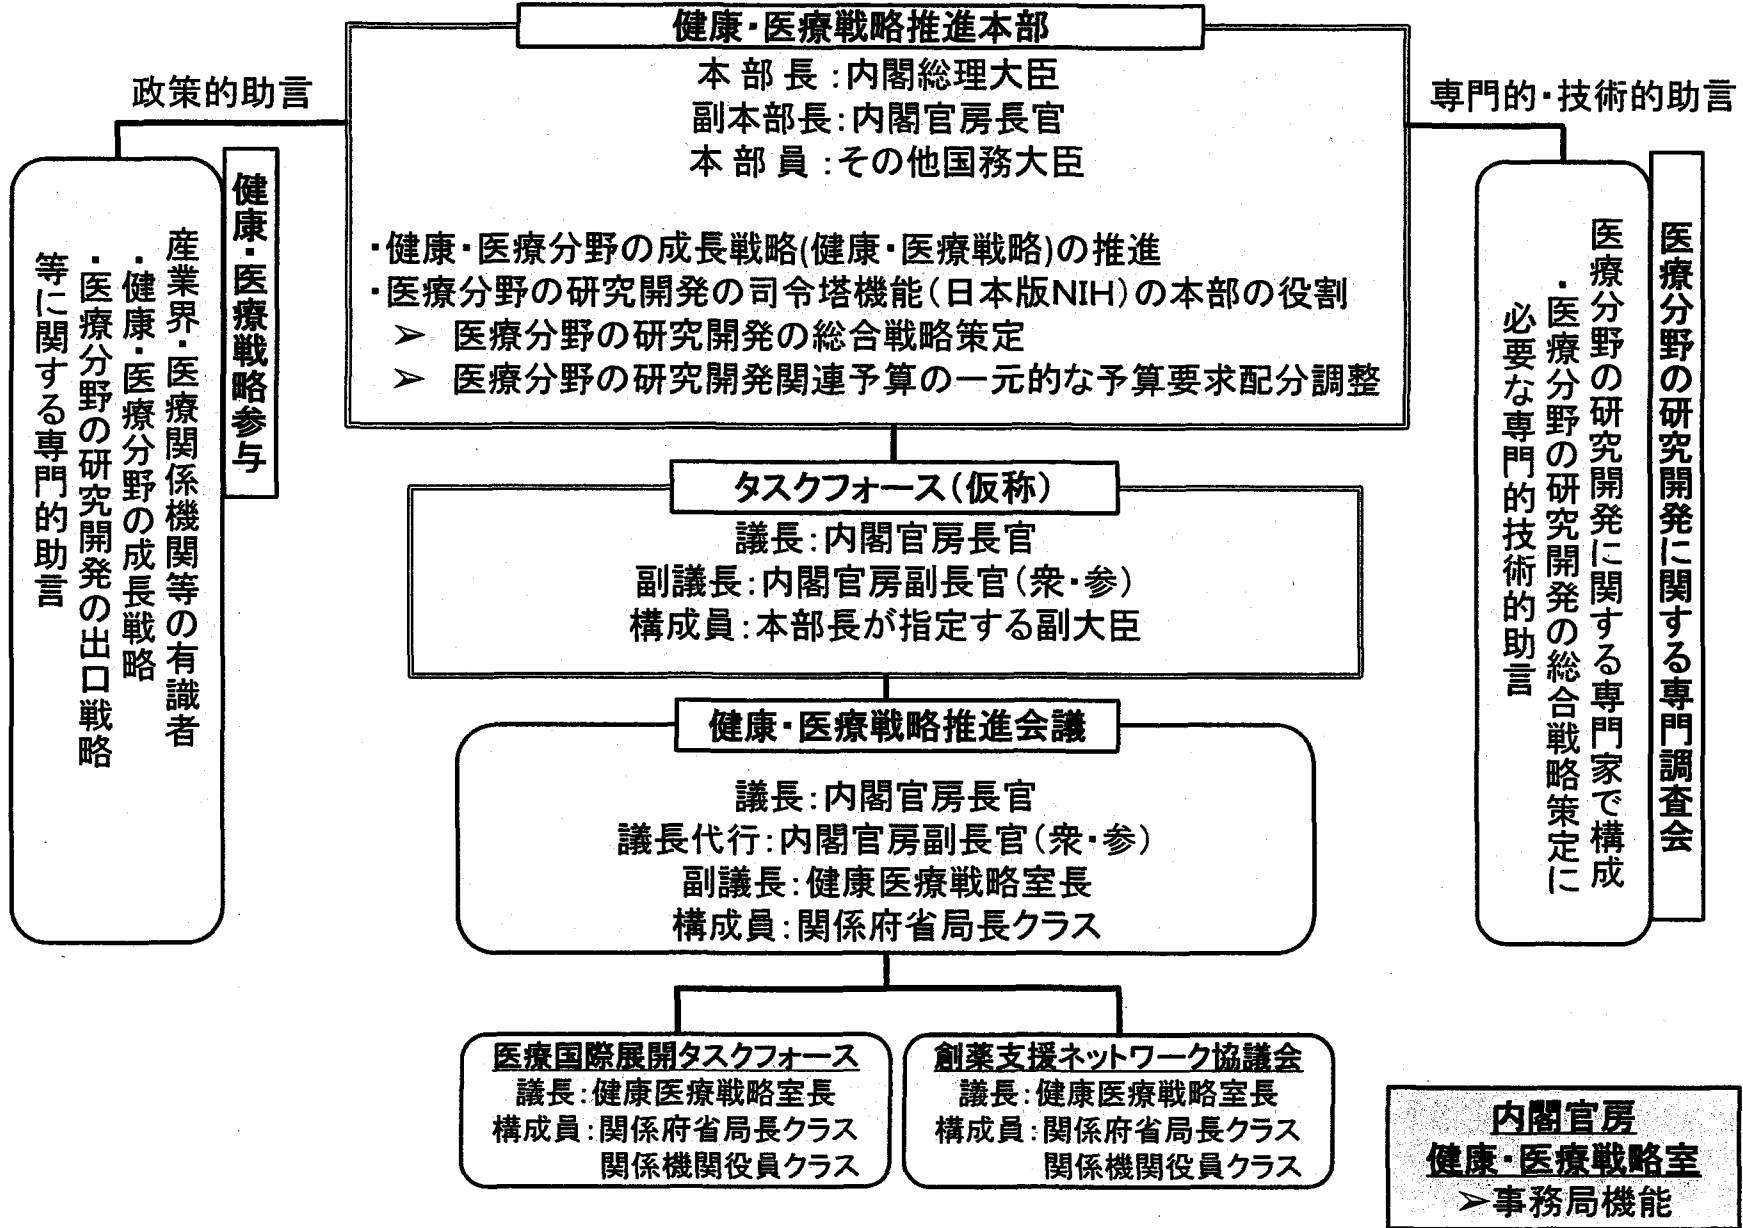 健康・医療戦略推進本部
本部長：内閣総理大臣
副本部長：内閣官房長官
本部員：その他国務大臣
・健康・医療分野の成長戦略(健康・医療戦略)の推進
・医療分野の研究開発の司令塔機能(日本版NIH)の本部の役割
➢ 医療分野の研究開発の総合戦略策定
➢ 医療分野の研究開発関連予算の一元的な予算要求配分調整
政策的助言
健康・医療戦略参与
産業界・医療関係機関等の有識者
・健康・医療分野の成長戦略
・医療分野の研究開発の出口戦略
等に関する専門的助言
専門的・技術的助言
医療分野の研究開発に関する専門調査会
医療分野の研究開発に関する専門家で構成
・医療分野の研究開発の総合戦略策定に
必要な専門的技術的助言
タスクフォース(仮称)
議長：内閣官房長官
副議長：内閣官房副長官(衆・参)
構成員：本部長が指定する副大臣
健康・医療戦略推進会議
議長：内閣官房長官
議長代行：内閣官房副長官(衆・参)
副議長：健康医療戦略室長
構成員：関係府省局長クラス
医療国際展開タスクフォース
議長：健康医療戦略室長
構成員：関係府省局長クラス
関係機関役員クラス
創薬支援ネットワーク協議会
議長：健康医療戦略室長
構成員：関係府省局長クラス
関係機関役員クラス
内閣官房
健康・医療戦略室
➢事務局機能